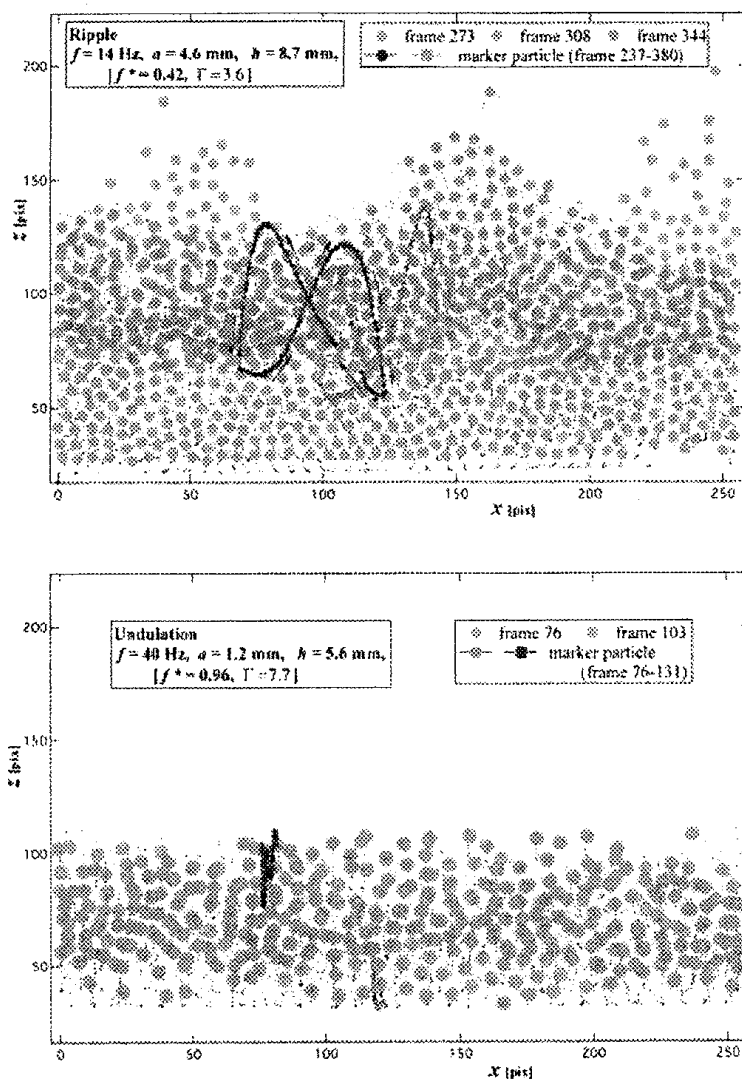 Ripple
f = 14 Hz, a = 4.6 mm, h = 8.7 mm,
[f* = 0.42, Γ = 3.6]
frame 273 frame 308 frame 344
marker particle (frame 237-380)
200
150
100
50
z [pix]
0 50 100 150 200 250
x [pix]
Undulation
f = 40 Hz, a = 1.2 mm, h = 5.6 mm,
[f* = 0.96, Γ = 7.7]
frame 76 frame 103
marker particle
(frame 76-131)
200
150
100
50
z [pix]
0 50 100 150 200 250
x [pix]